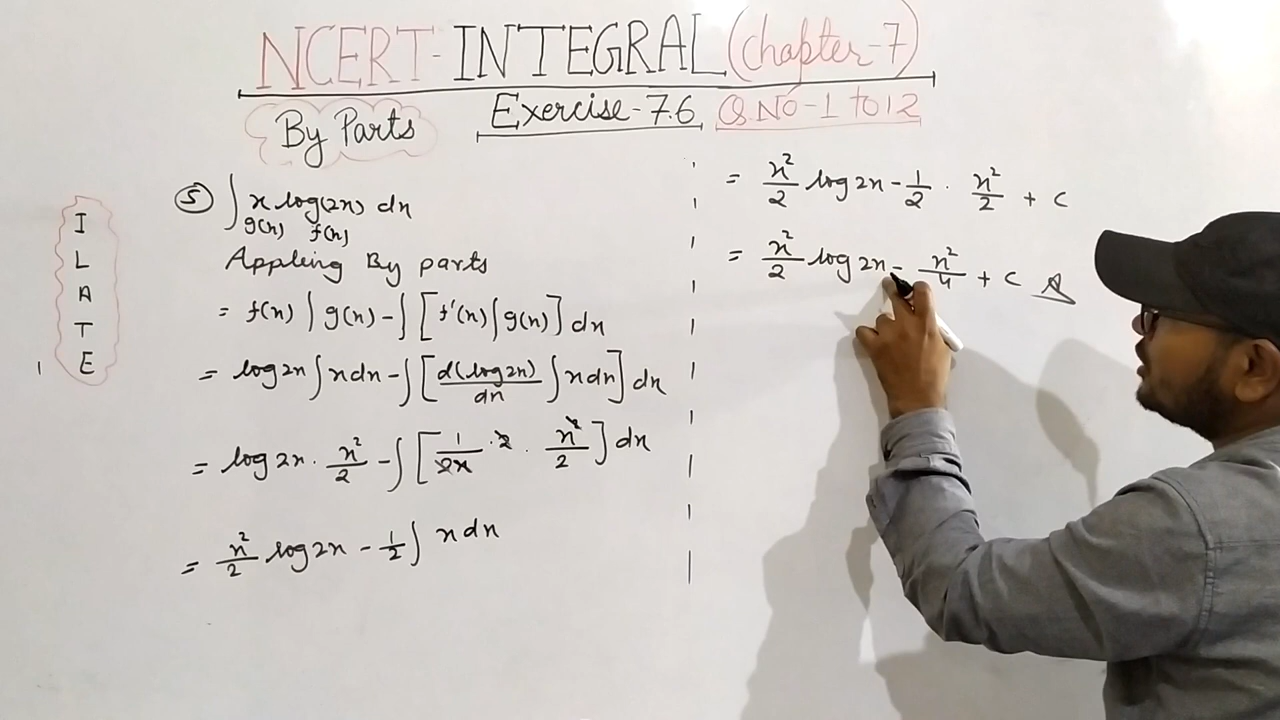 NCERT-INTEGRAL (chapter-7)
Exercise-7.6 Q.NO-1 to 12
By Parts
I
L
A
T
E
⑤ ∫ x log(2x) dx
g(x) f(x)
Appling By parts
= f(x) ∫ g(x) - ∫ [f'(x) ∫ g(x)] dx
= log 2x ∫ x dx - ∫ [d(log 2x)/dx ∫ x dx] dx
= log 2x · x²/2 - ∫ [1/2x · 2 · x²/2] dx
= x²/2 log 2x - 1/2 ∫ x dx
= x²/2 log 2x - 1/2 · x²/2 + c
= x²/2 log 2x - x²/4 + c